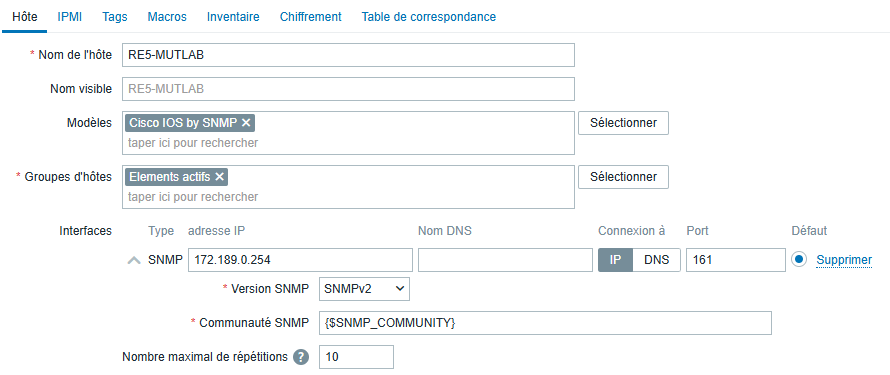 Hôte IPMI Tags Macros Inventaire Chiffrement Table de correspondance
* Nom de l'hôte RE5-MUTLAB
Nom visible RE5-MUTLAB
Modèles Cisco IOS by SNMP ✕ Sélectionner
taper ici pour rechercher
* Groupes d'hôtes Elements actifs ✕ Sélectionner
taper ici pour rechercher
Interfaces Type adresse IP Nom DNS Connexion à Port Défaut
SNMP 172.189.0.254 IP DNS 161 Supprimer
* Version SNMP SNMPv2
* Communauté SNMP {$SNMP_COMMUNITY}
Nombre maximal de répétitions ? 10